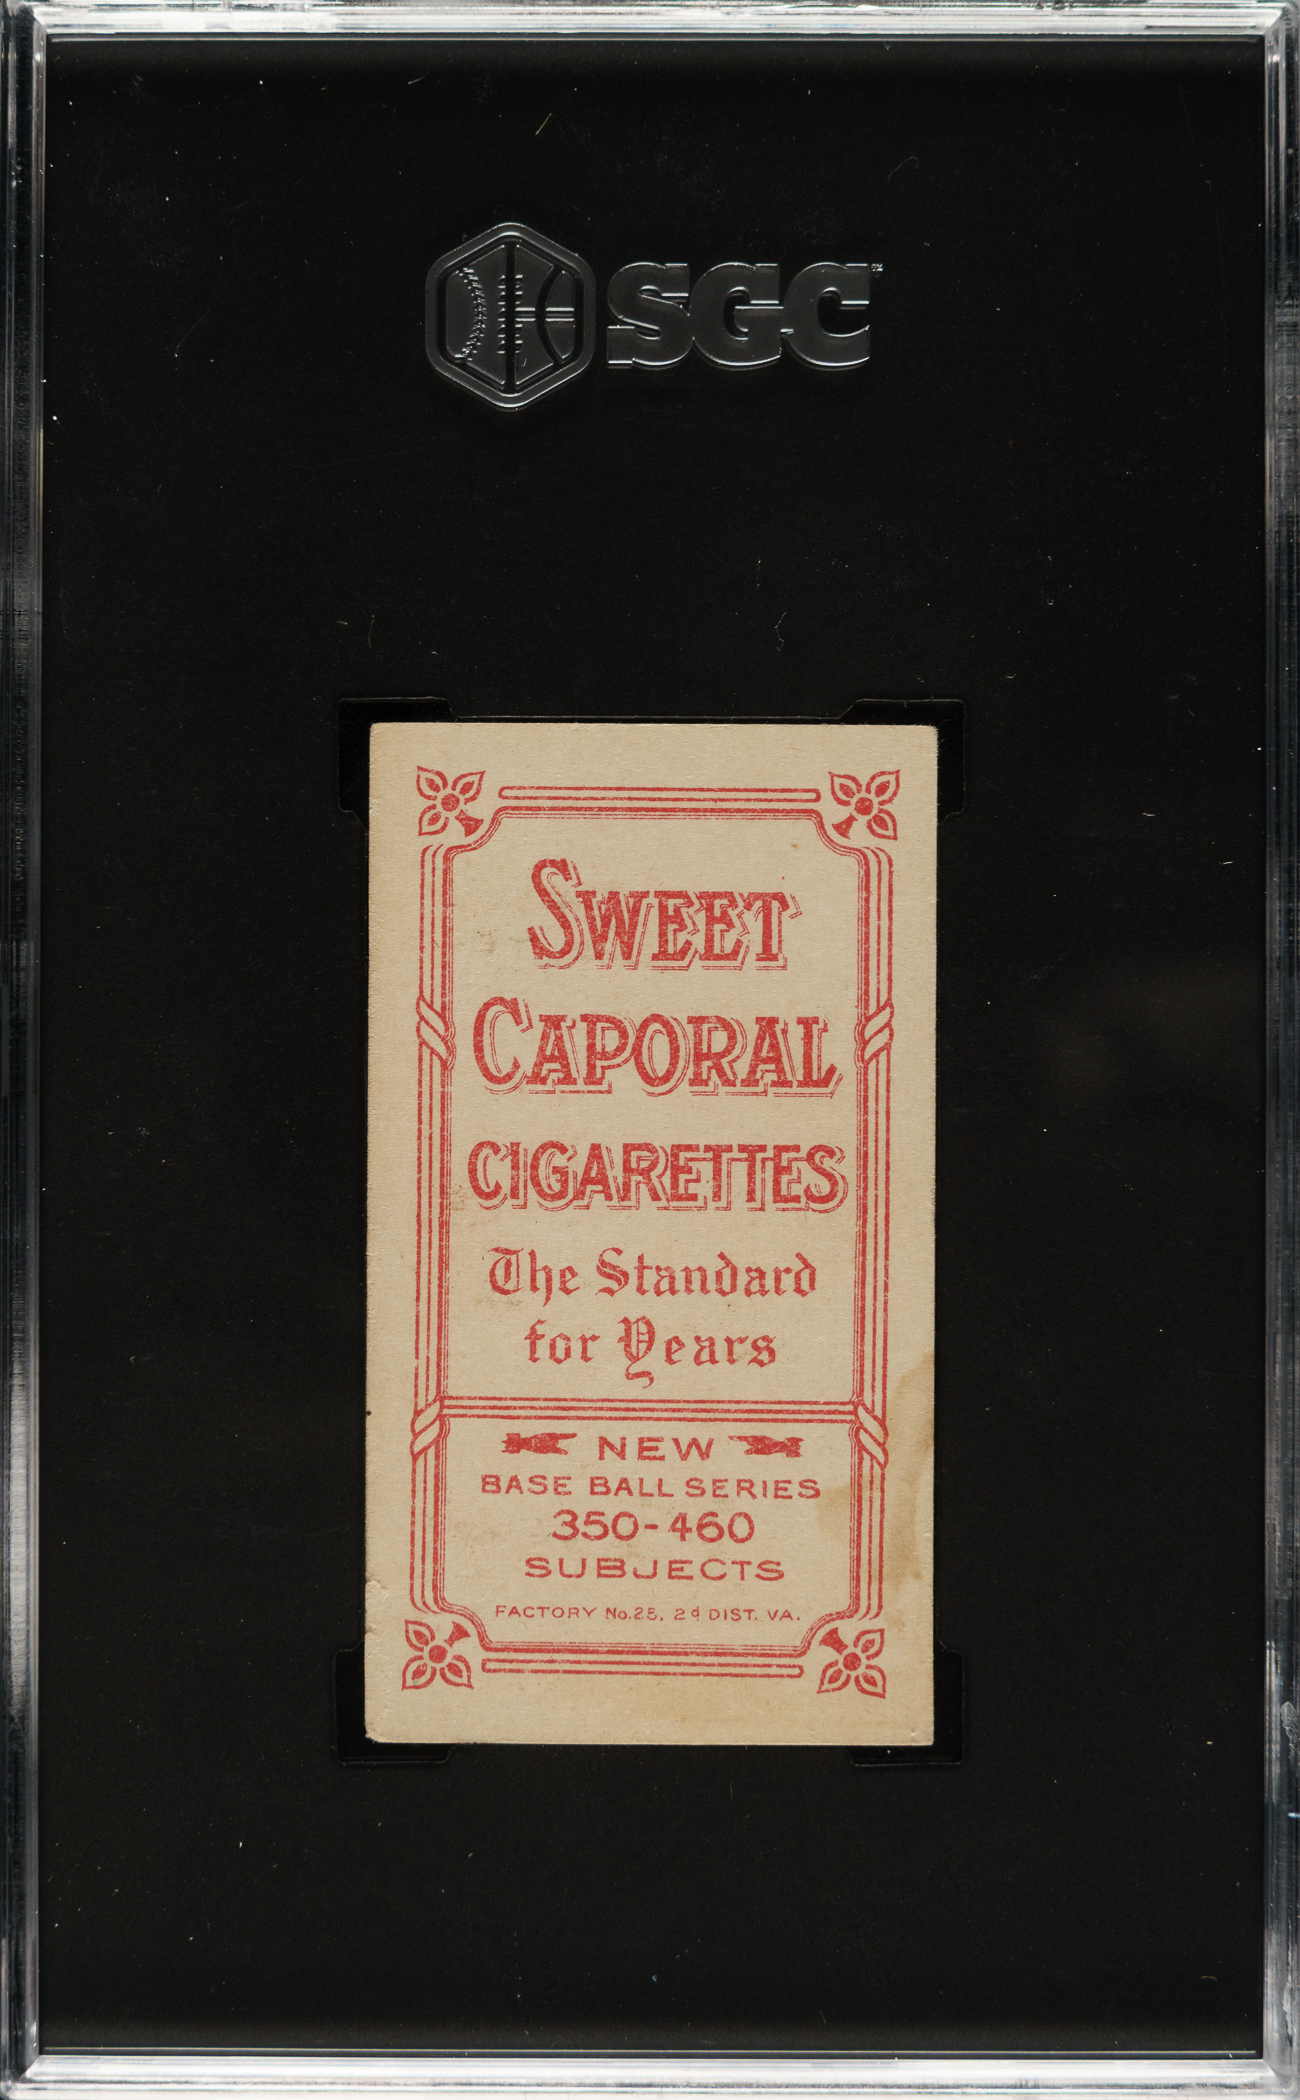 SGC™
SWEET
CAPORAL
CIGARETTES
The Standard
for Years
NEW
BASE BALL SERIES
350-460
SUBJECTS
FACTORY No.25, 2d DIST. VA.